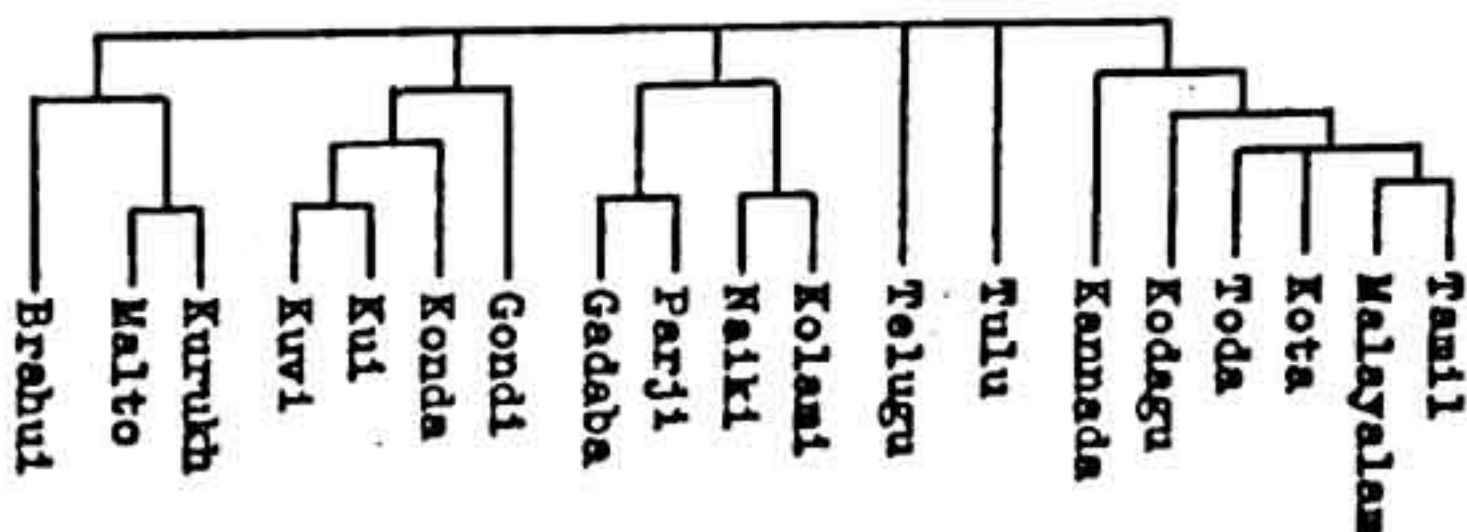 Brahui
Malto
Kurukh
Kuvi
Kui
Konda
Gondi
Gadaba
Parji
Naiki
Kolami
Telugu
Tulu
Kannada
Kodagu
Toda
Kota
Malayalam
Tamil